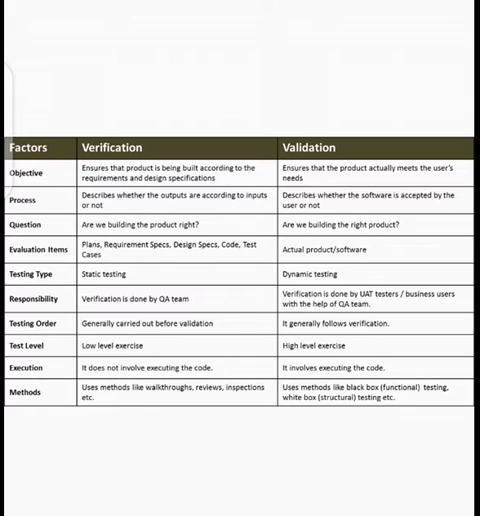 Factors Verification Validation
Objective Ensures that product is being built according to the requirements and design specifications Ensures that the product actually meets the user's needs
Process Describes whether the outputs are according to inputs or not Describes whether the software is accepted by the user or not
Question Are we building the product right? Are we building the right product?
Evaluation Items Plans, Requirement Specs, Design Specs, Code, Test Cases Actual product/software
Testing Type Static testing Dynamic testing
Responsibility Verification is done by QA team Verification is done by UAT testers / business users with the help of QA team.
Testing Order Generally carried out before validation It generally follows verification.
Test Level Low level exercise High level exercise
Execution It does not involve executing the code. It involves executing the code.
Methods Uses methods like walkthroughs, reviews, inspections etc. Uses methods like black box (functional) testing, white box (structural) testing etc.